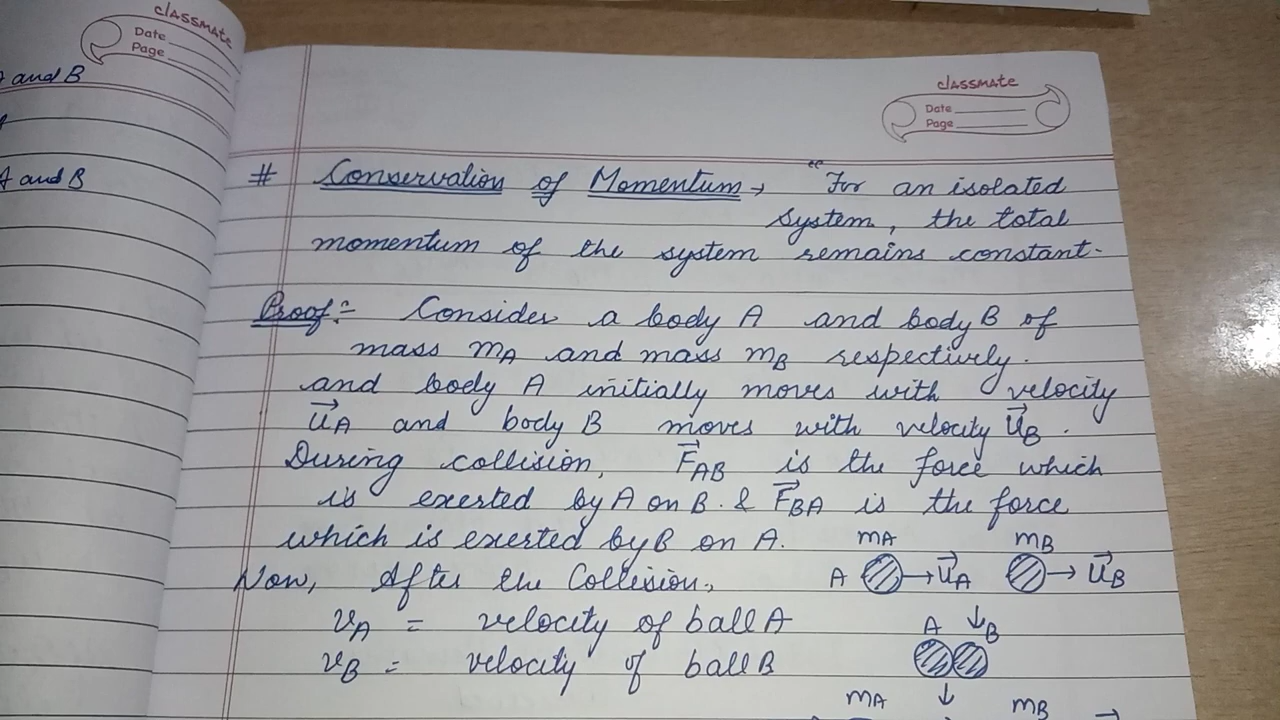 classmate
Date
Page
and B
A and B
classmate
Date
Page
# Conservation of Momentum → "For an isolated
system, the total
momentum of the system remains constant.
Proof:- Consider a body A and body B of
mass mA and mass mB respectively.
and body A initially moves with velocity
u⃗A and body B moves with velocity u⃗B.
During collision, F⃗AB is the force which
is exerted by A on B. & F⃗BA is the force
which is exerted by B on A.
mA mB
Now, After the Collision,
A → u⃗A → u⃗B
vA = velocity of ball A
A ↓ B
vB = velocity of ball B
↓
mA mB